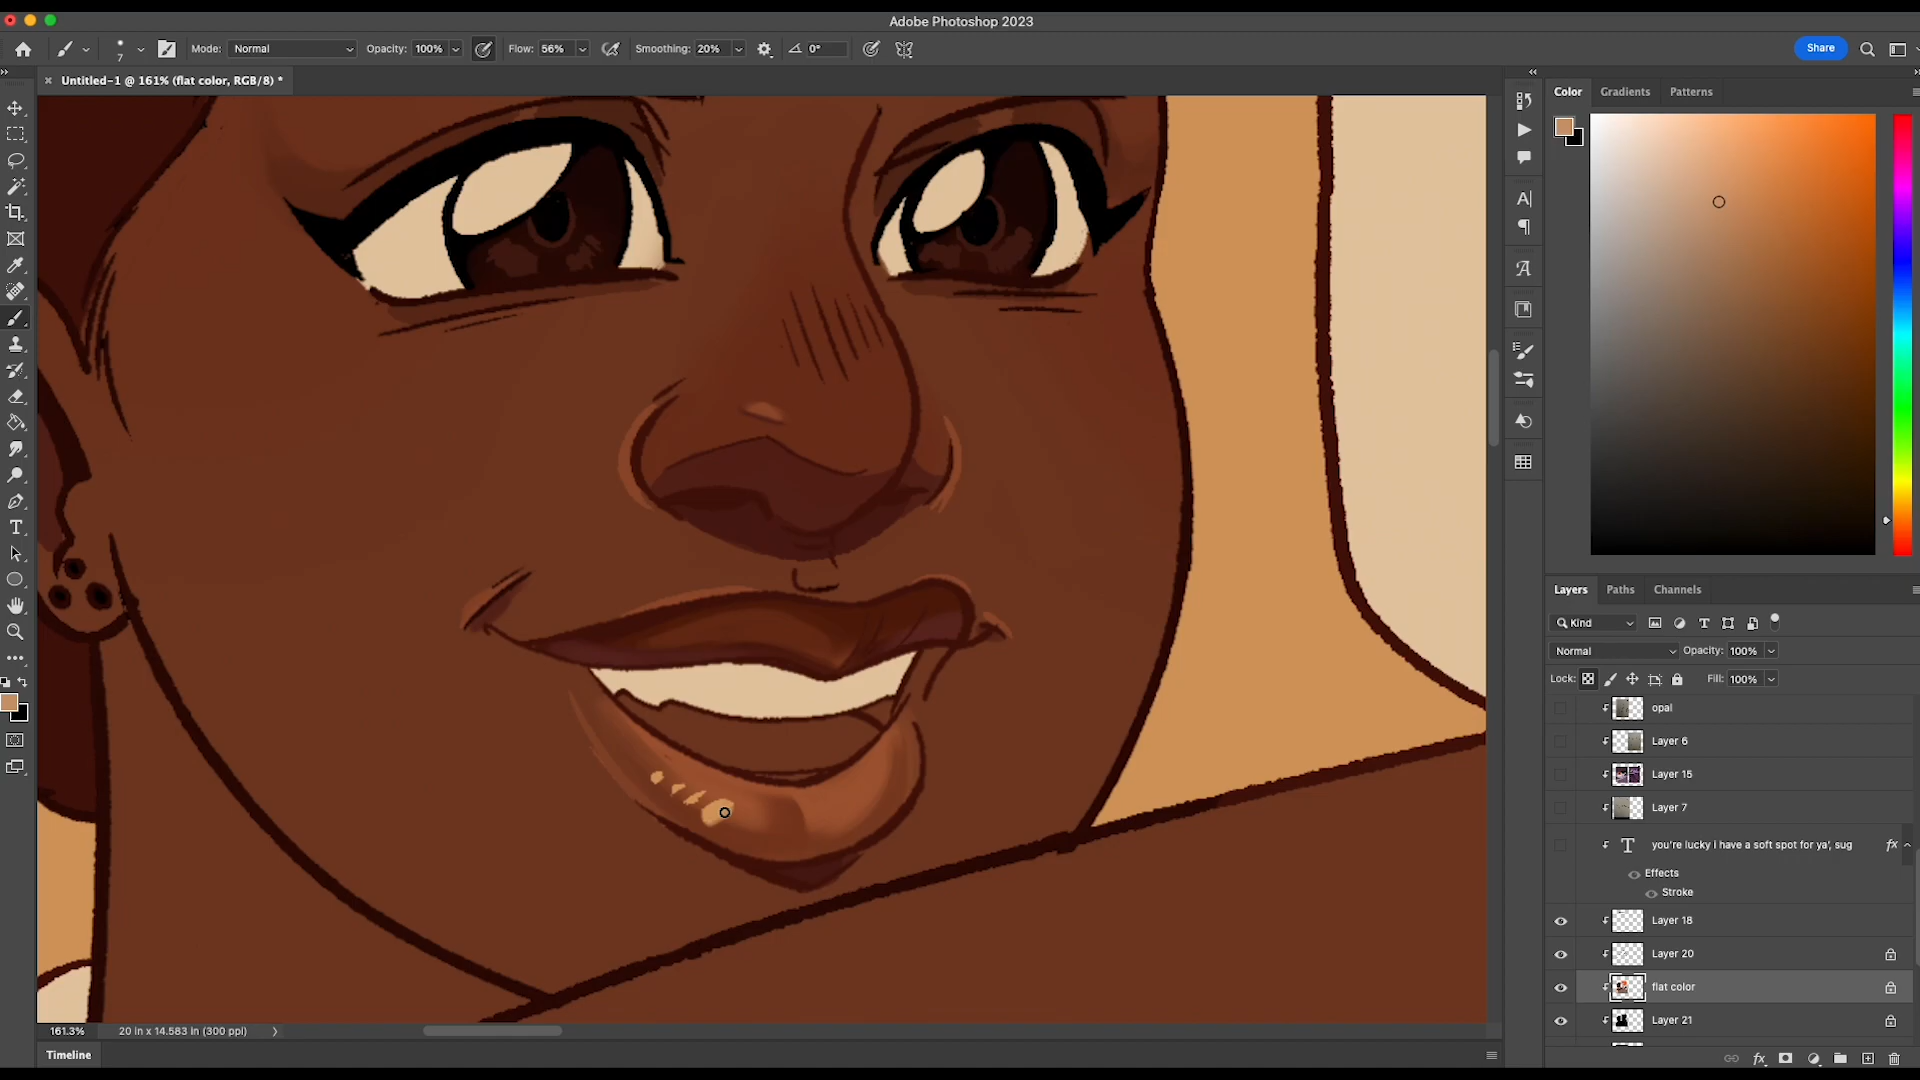 Adobe Photoshop 2023
7 Mode: Normal Opacity: 100% Flow: 56% Smoothing: 20% 0° Share
Untitled-1 @ 161% (flat color, RGB/8) *
Color Gradients Patterns
Layers Paths Channels
Kind
Normal Opacity: 100%
Lock: Fill: 100%
opal
Layer 6
Layer 15
Layer 7
you're lucky i have a soft spot for ya', sug fx
Effects
Stroke
Layer 18
Layer 20
flat color
Layer 21
161.3% 20 in x 14.583 in (300 ppi)
Timeline
fx